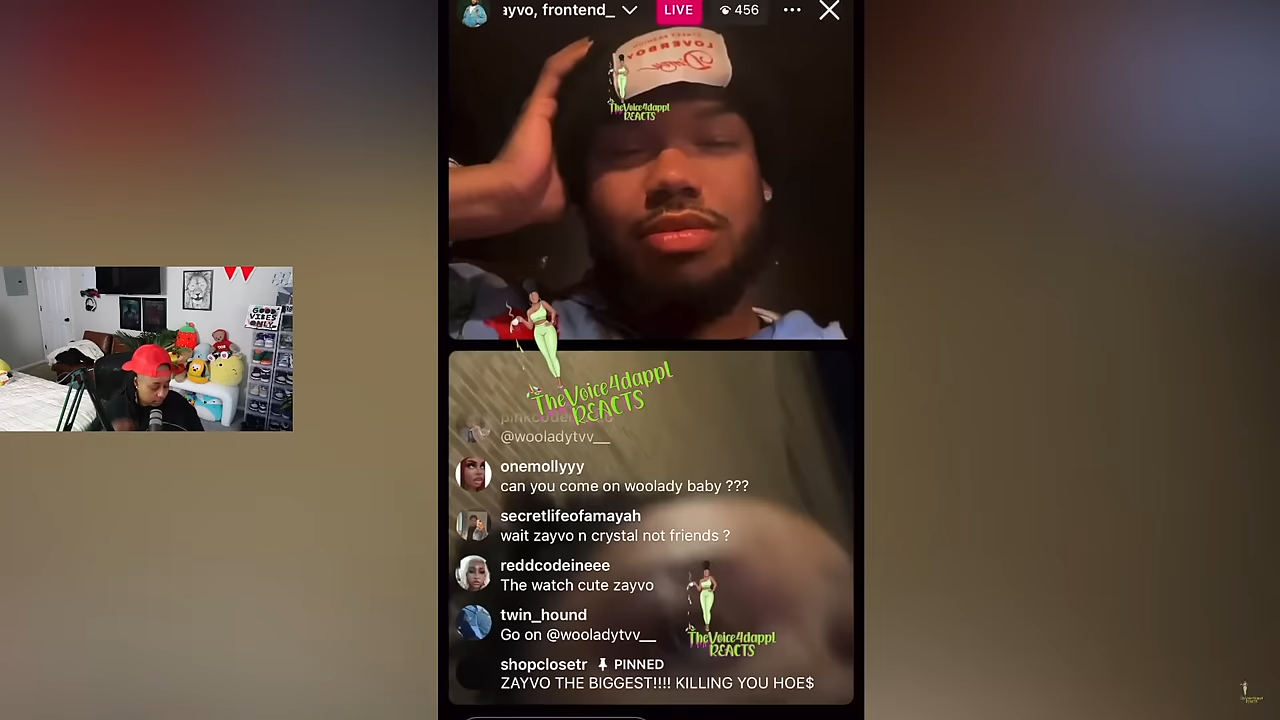 ayvo, frontend_
LIVE
456
LOVERBOY
TheVoice4dappl
REACTS
GOOD
VIBES
ONLY
TheVoice4dappl
REACTS
@wooladytvv__
onemollyyy
can you come on woolady baby ???
secretlifeofamayah
wait zayvo n crystal not friends ?
reddcodeineee
The watch cute zayvo
twin_hound
Go on @wooladytvv__
TheVoice4dappl
REACTS
shopclosetr PINNED
ZAYVO THE BIGGEST!!!! KILLING YOU HOE$